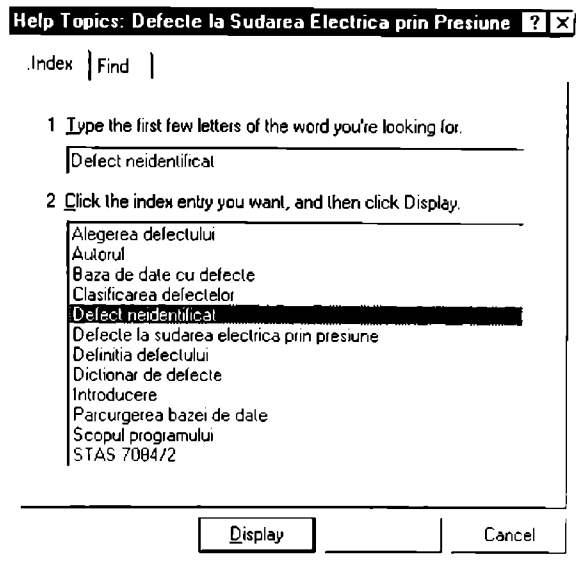 Help Topics: Defecte la Sudarea Electrica prin Presiune ? ×
Index Find
1 Type the first few letters of the word you're looking for.
Defect neidentificat
2 Click the index entry you want, and then click Display.
Alegerea defectului
Autorul
Baza de date cu defecte
Clasificarea defectelor
Defect neidentificat
Defecte la sudarea electrica prin presiune
Definitia defectului
Dictionar de defecte
Introducere
Parcurgerea bazei de date
Scopul programului
STAS 7084/2
Display Cancel